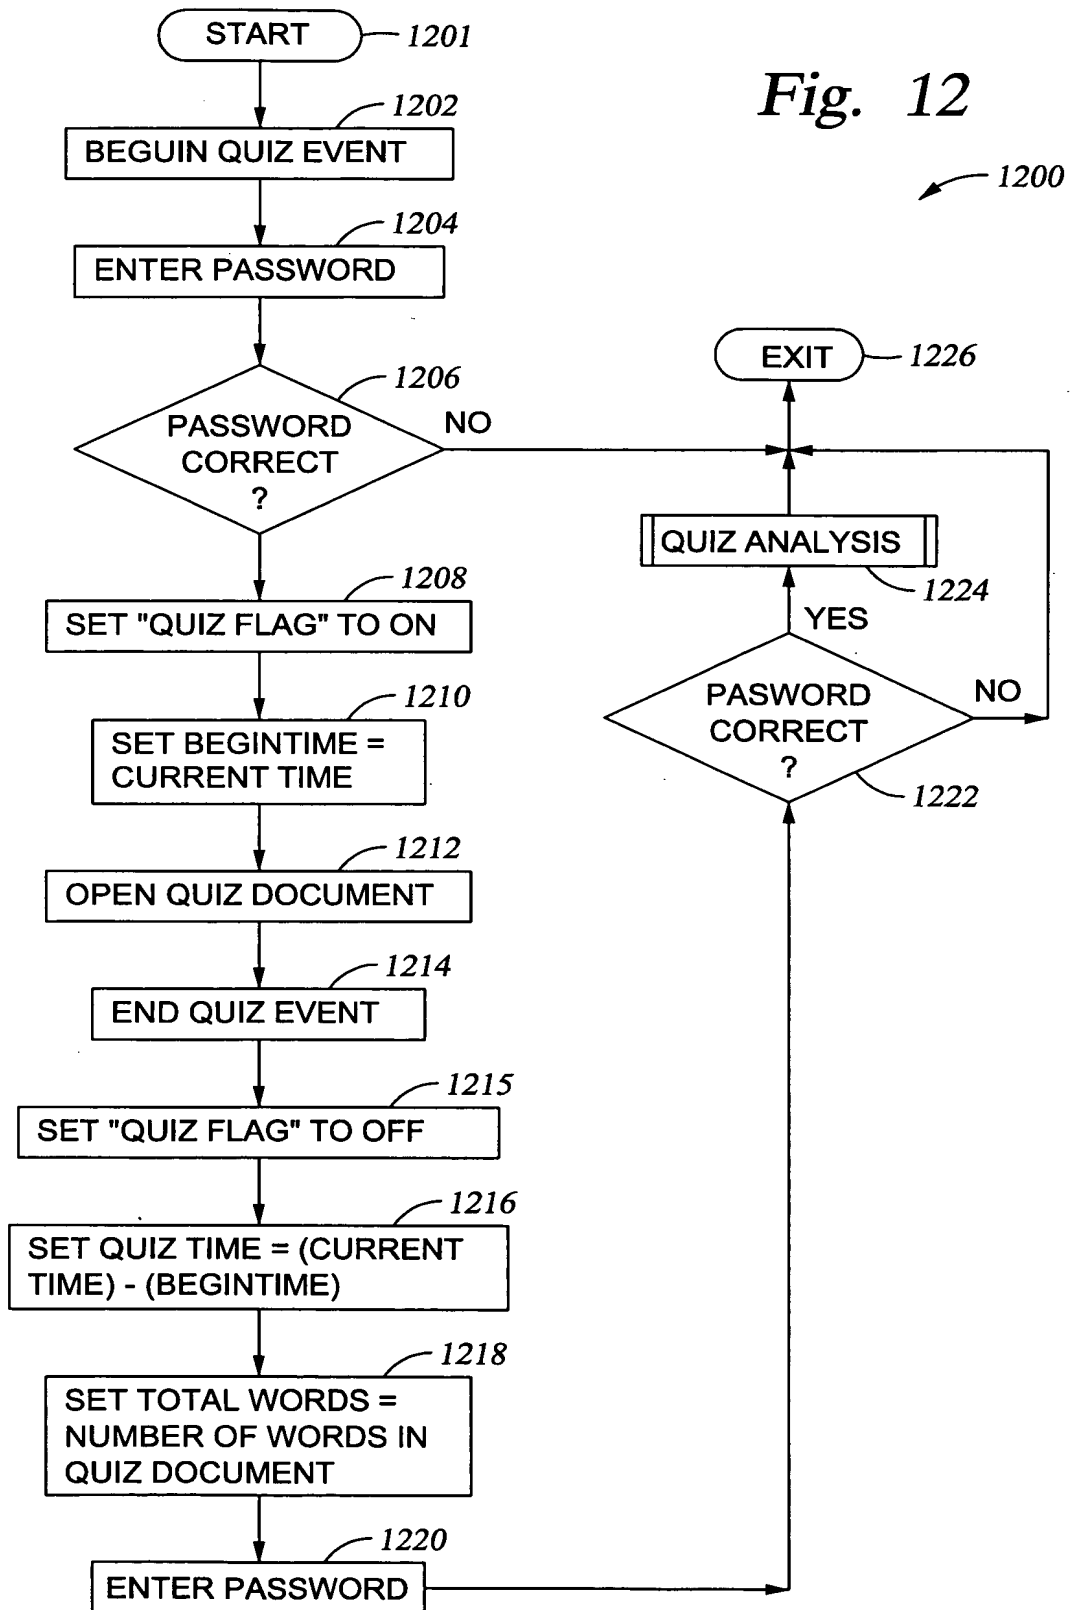 START
1201
Fig. 12
1202
BEGUIN QUIZ EVENT
1200
1204
ENTER PASSWORD
1206
PASSWORD
CORRECT
?
NO
EXIT
1226
QUIZ ANALYSIS
1224
YES
1208
SET "QUIZ FLAG" TO ON
PASWORD
CORRECT
?
NO
1222
1210
SET BEGINTIME =
CURRENT TIME
1212
OPEN QUIZ DOCUMENT
1214
END QUIZ EVENT
1215
SET "QUIZ FLAG" TO OFF
1216
SET QUIZ TIME = (CURRENT
TIME) - (BEGINTIME)
1218
SET TOTAL WORDS =
NUMBER OF WORDS IN
QUIZ DOCUMENT
1220
ENTER PASSWORD